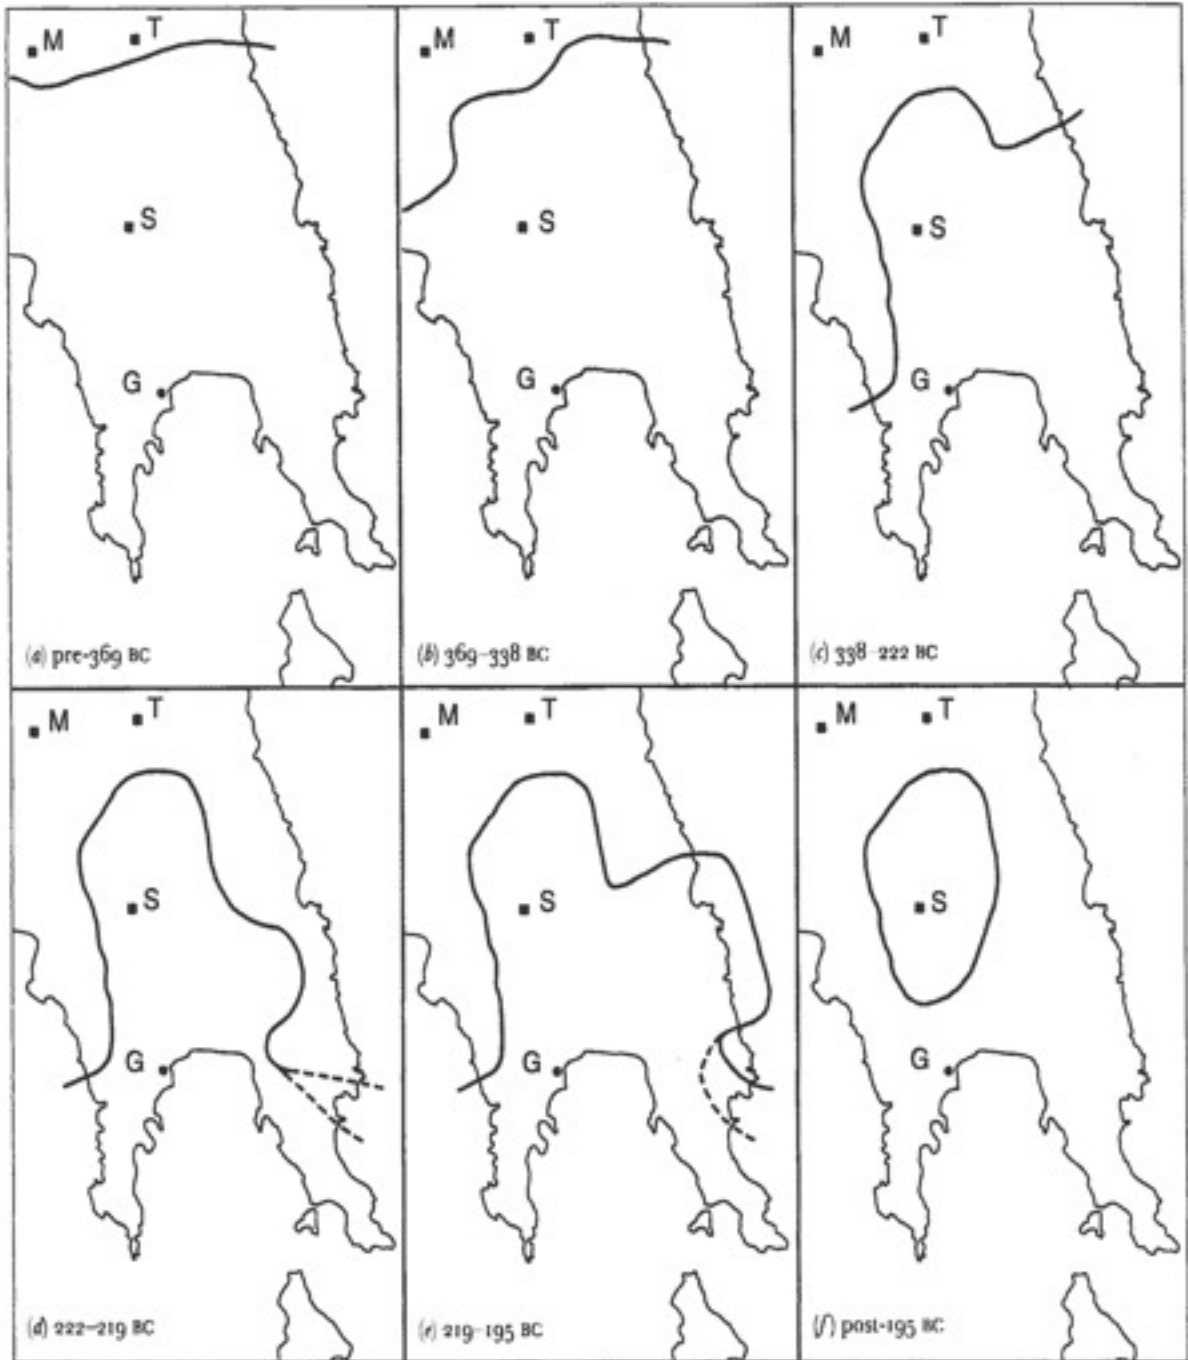 M
T
S
G
(a) pre-369 BC
M
T
S
G
(b) 369–338 BC
M
T
S
G
(c) 338–222 BC
M
T
S
G
(d) 222–219 BC
M
T
S
G
(e) 219–195 BC
M
T
S
G
(f) post-195 BC